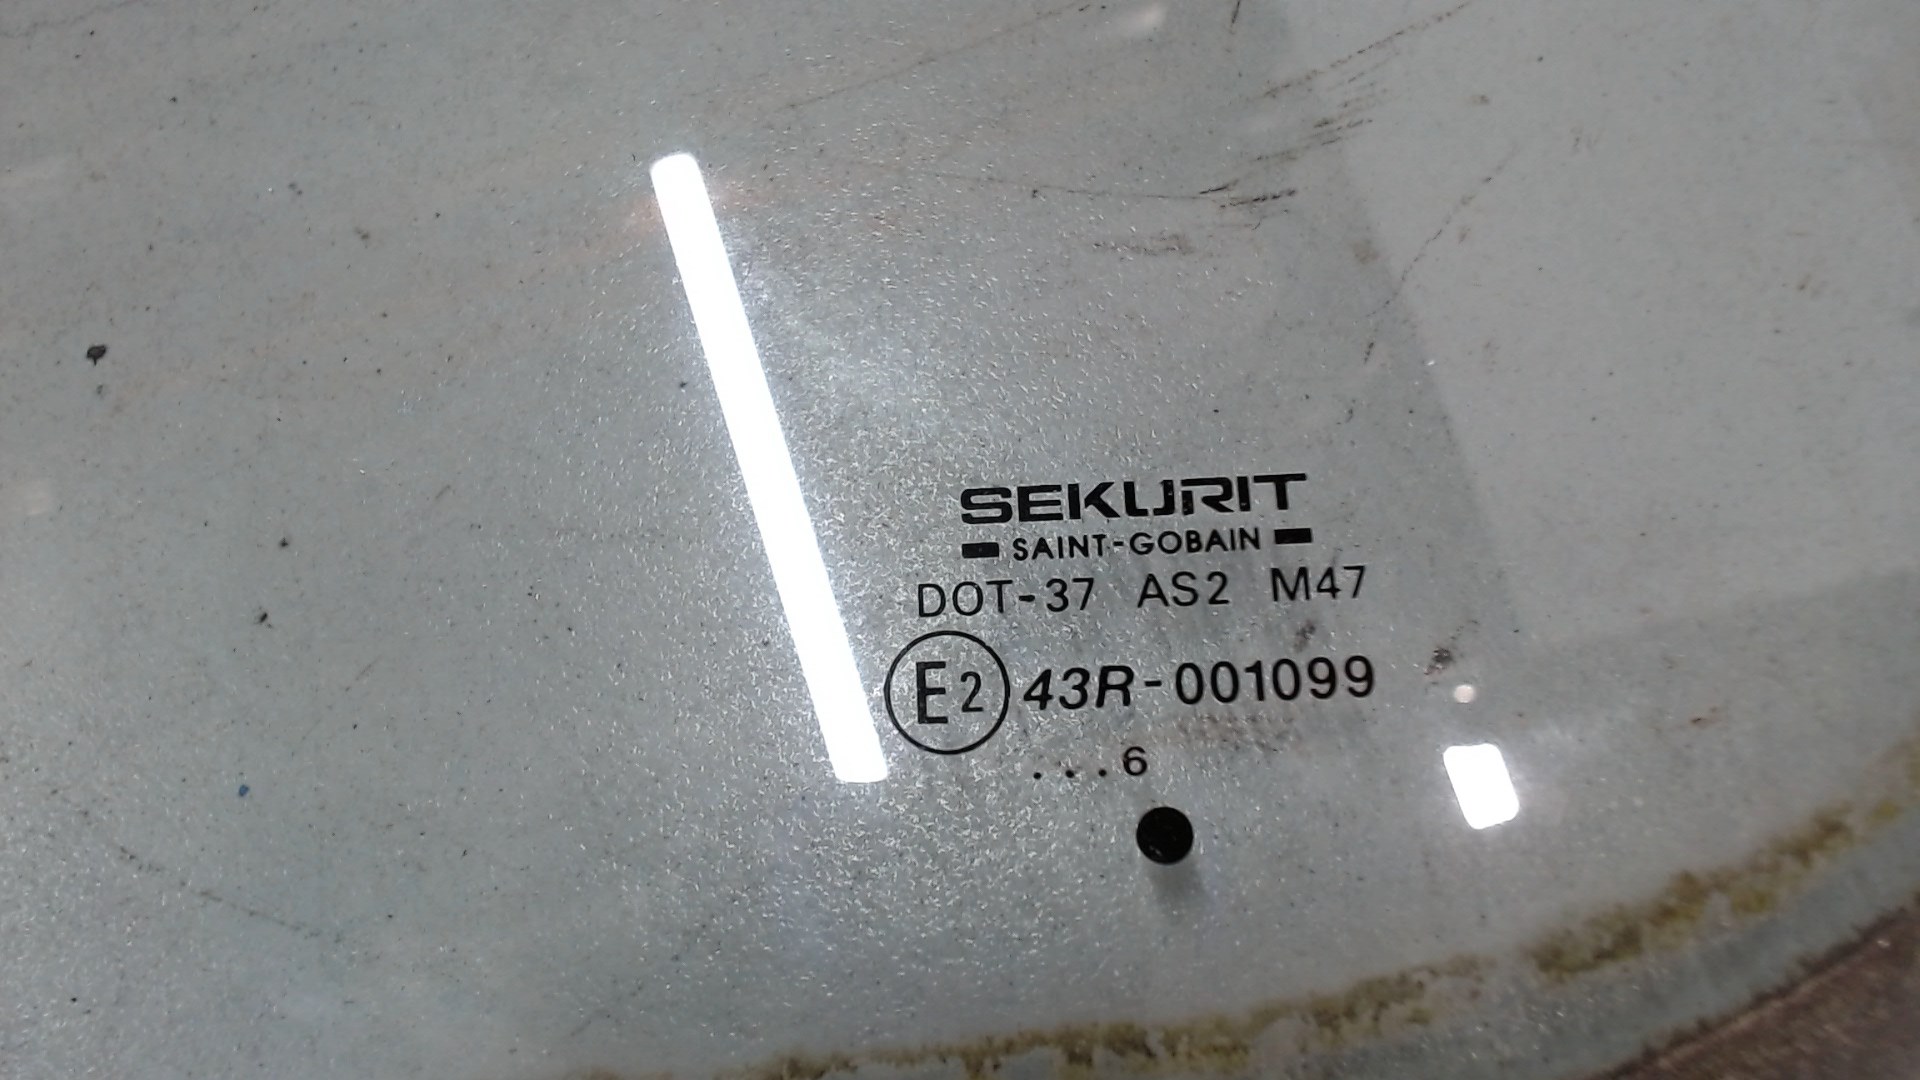 SEKURIT
SAINT-GOBAIN
DOT-37 AS2 M47
E2 43R-001099
...6